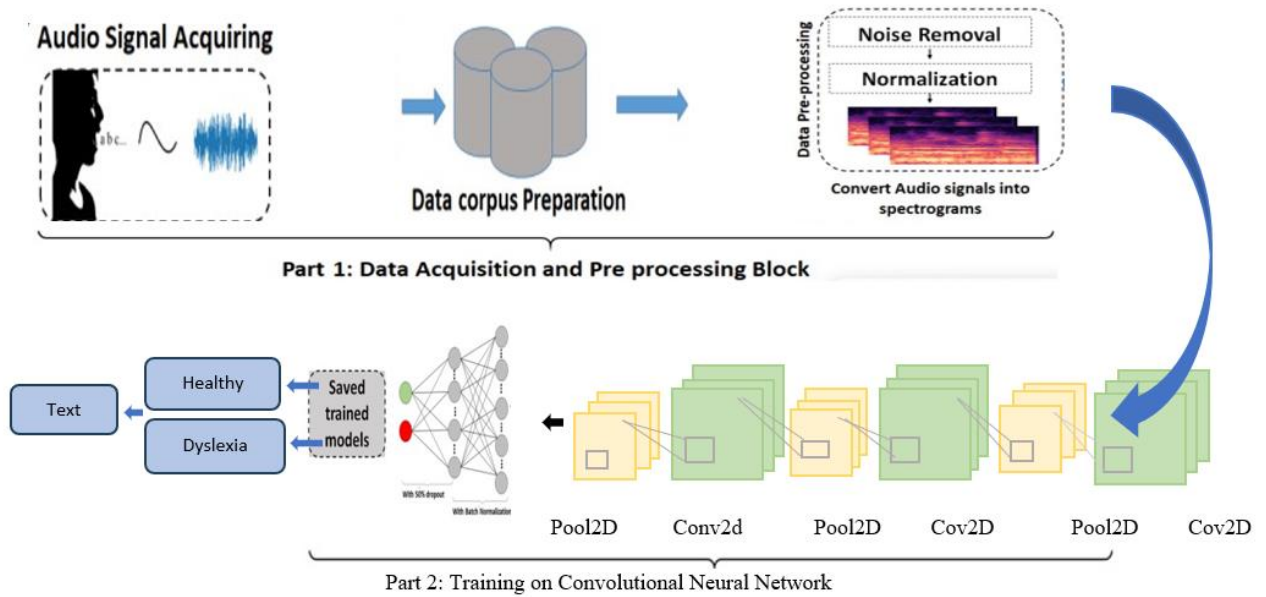 Audio Signal Acquiring
abc...
Data corpus Preparation
Data Pre-processing
Noise Removal
Normalization
Convert Audio signals into
spectrograms
Part 1: Data Acquisition and Pre processing Block
Text
Healthy
Dyslexia
Saved
trained
models
With 50% dropout
With Batch Normalization
Pool2D Conv2d Pool2D Cov2D Pool2D Cov2D
Part 2: Training on Convolutional Neural Network